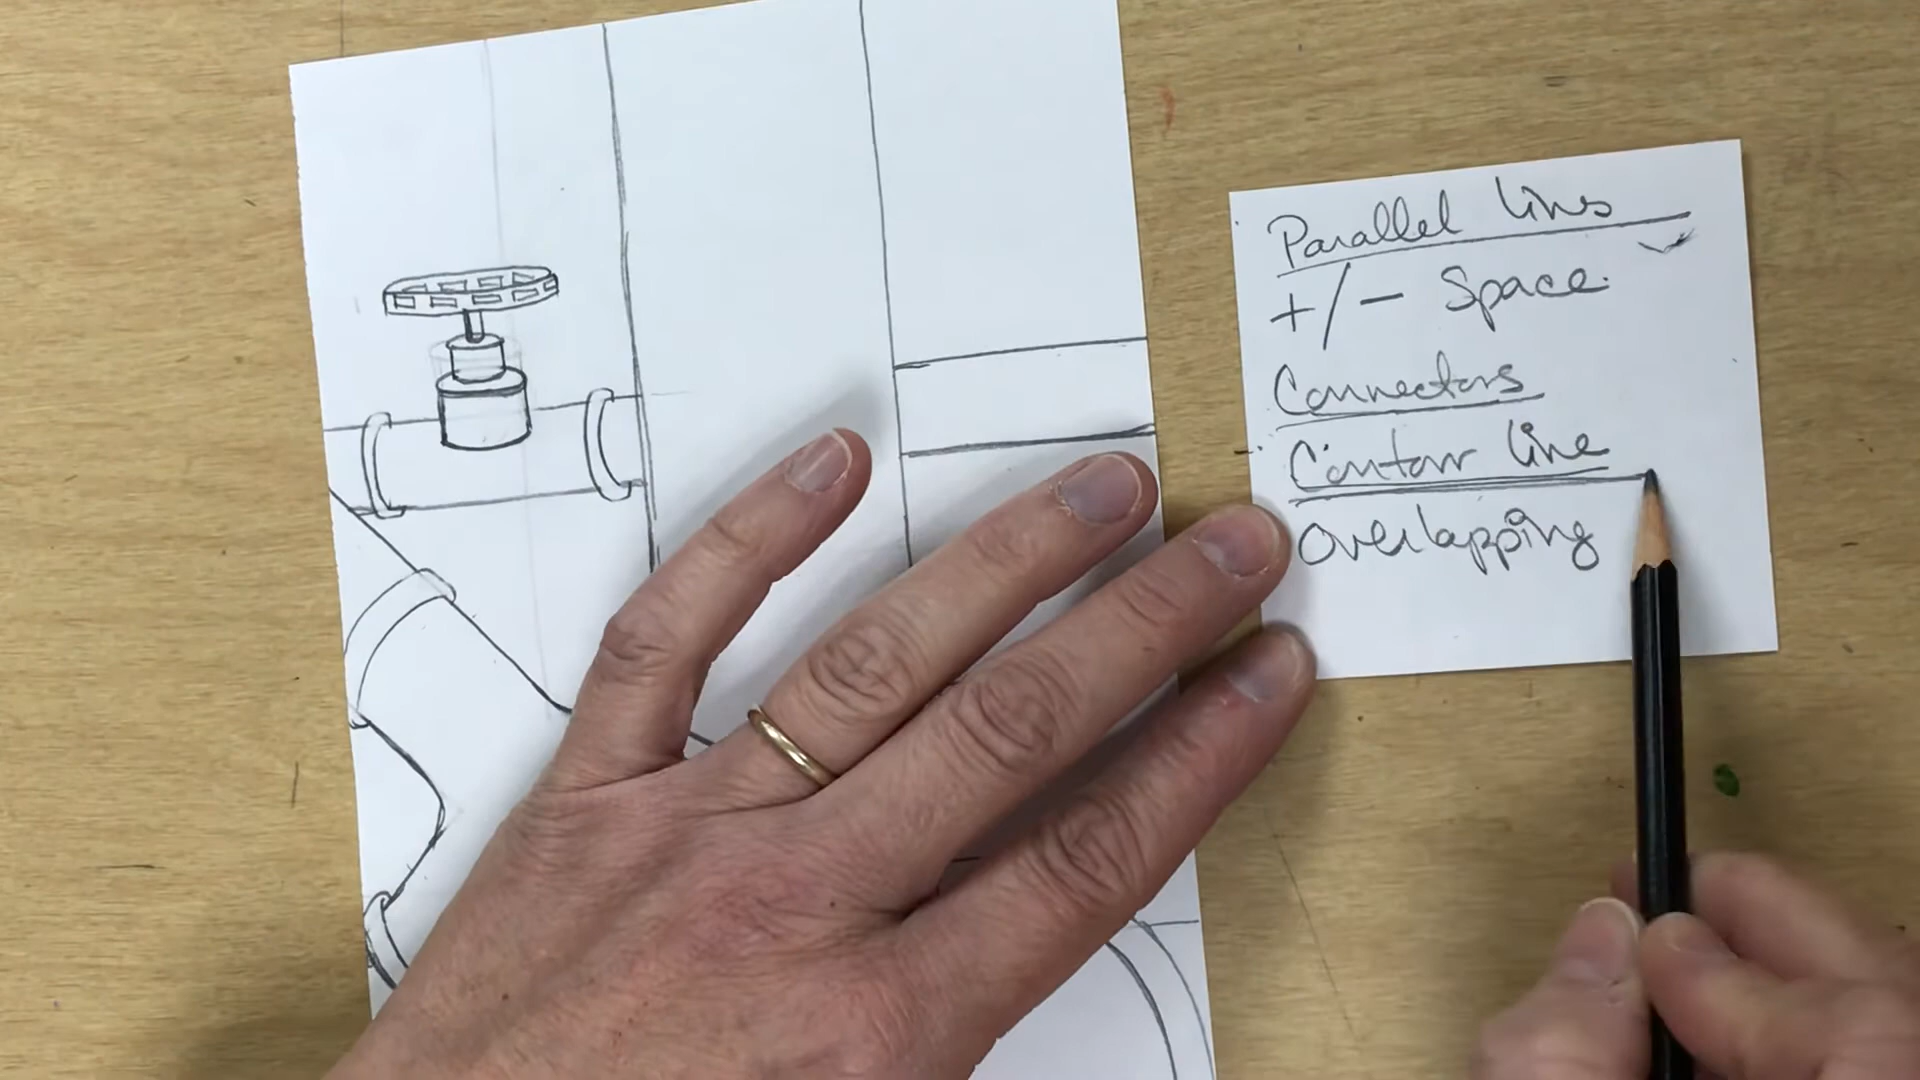 Parallel lines
+/- Space.
Connectors
Contour line
Overlapping